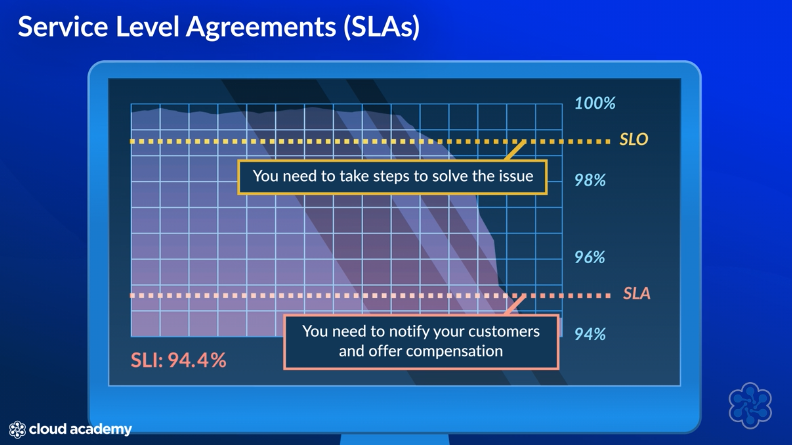 Service Level Agreements (SLAs)
100%
SLO
You need to take steps to solve the issue
98%
96%
SLA
You need to notify your customers
and offer compensation
94%
SLI: 94.4%
cloud academy